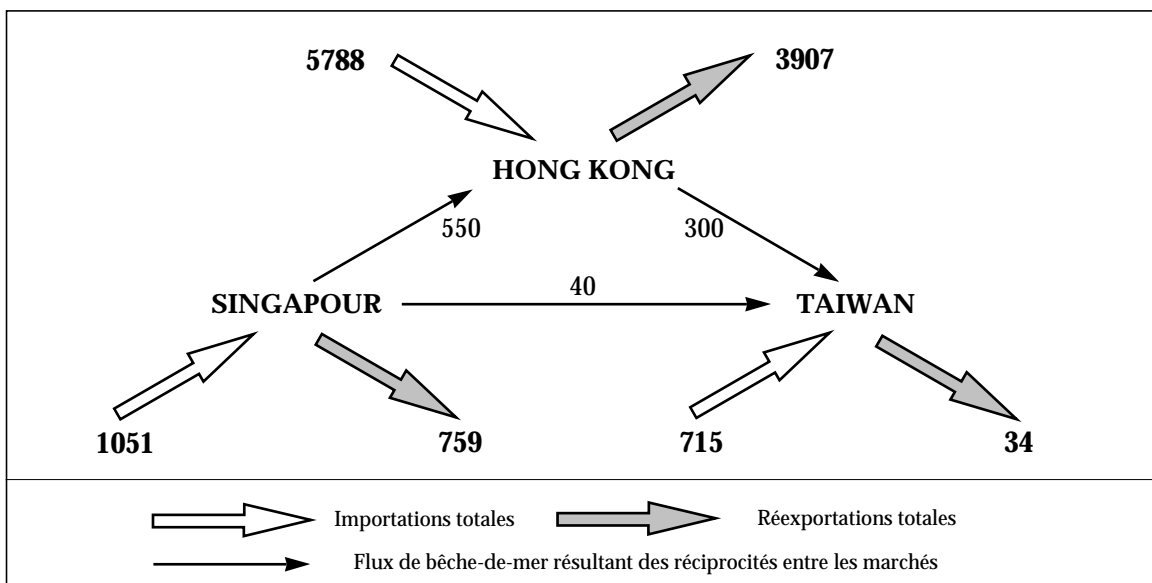 5788
3907
HONG KONG
550
300
SINGAPOUR
40
TAIWAN
1051
759
715
34
Importations totales
Réexportations totales
Flux de bêche-de-mer résultant des réciprocités entre les marchés